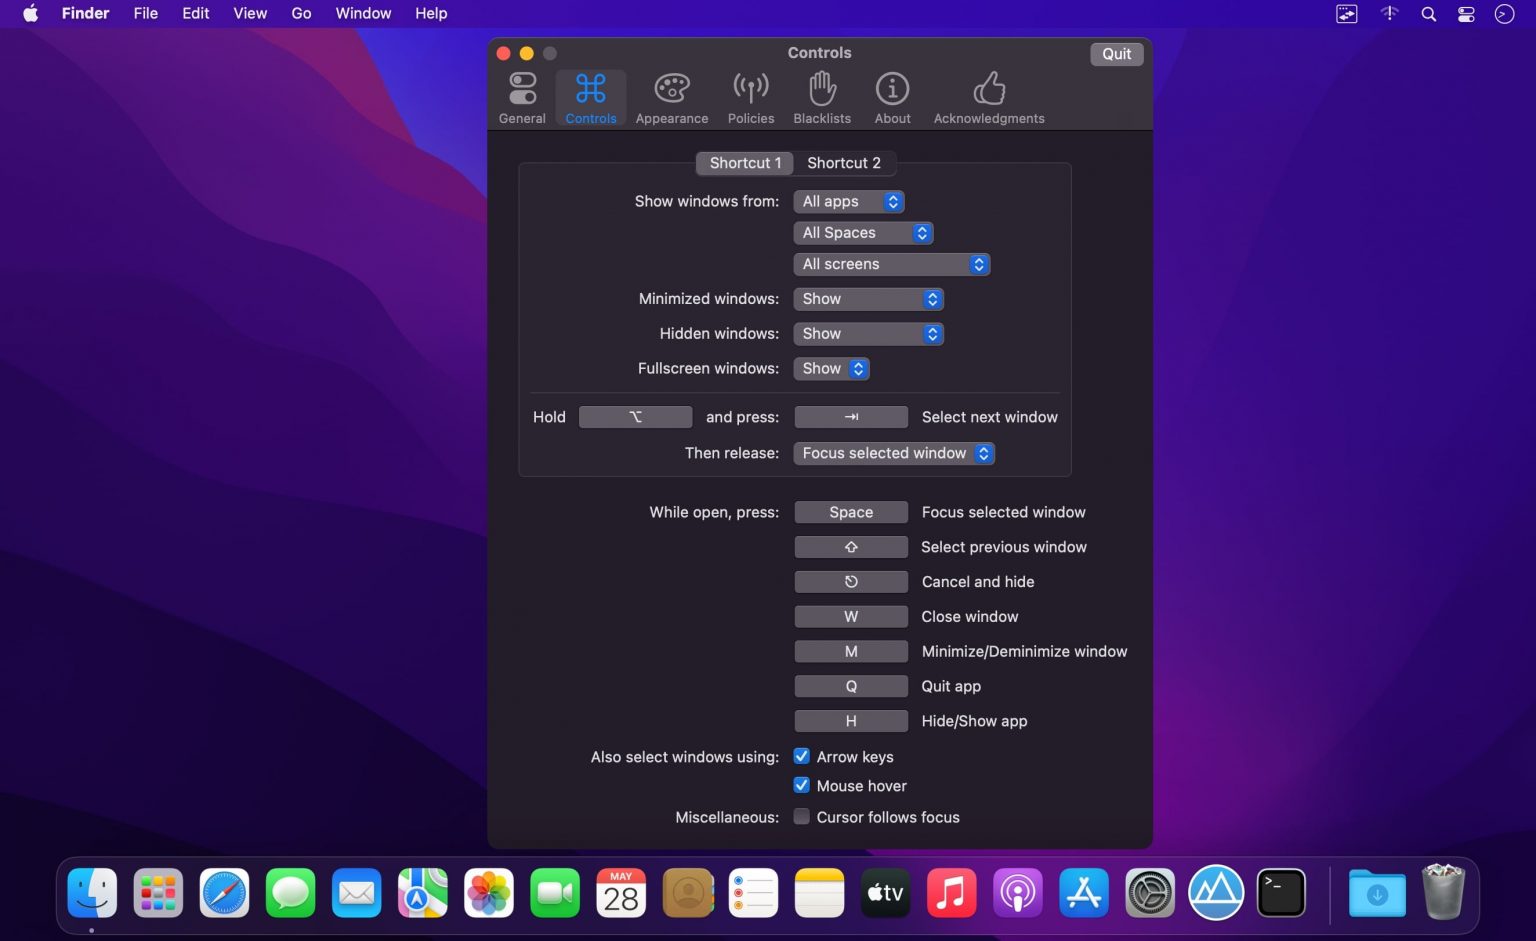 Finder File Edit View Go Window Help
Controls
Quit
General Controls Appearance Policies Blacklists About Acknowledgments
Shortcut 1 Shortcut 2
Show windows from: All apps
All Spaces
All screens
Minimized windows: Show
Hidden windows: Show
Fullscreen windows: Show
Hold ⌥ and press: ⇥ Select next window
Then release: Focus selected window
While open, press: Space Focus selected window
⇧ Select previous window
⎋ Cancel and hide
W Close window
M Minimize/Deminimize window
Q Quit app
H Hide/Show app
Also select windows using: Arrow keys
Mouse hover
Miscellaneous: Cursor follows focus
MAY
28
tv
>_